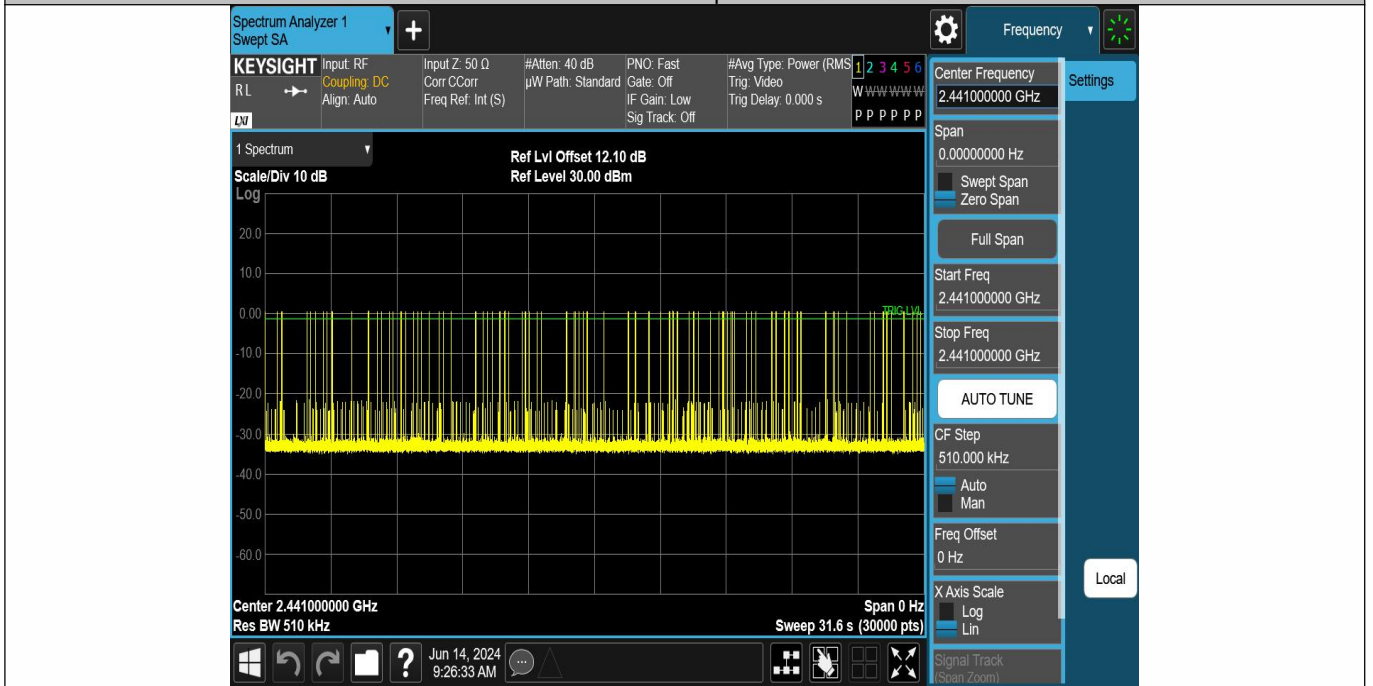 Spectrum Analyzer 1
Swept SA
+
Frequency
KEYSIGHT
RL
LXI
Input: RF
Coupling: DC
Align: Auto
Input Z: 50 Ω
Corr CCorr
Freq Ref: Int (S)
#Atten: 40 dB
µW Path: Standard
PNO: Fast
Gate: Off
IF Gain: Low
Sig Track: Off
#Avg Type: Power (RMS
Trig: Video
Trig Delay: 0.000 s
1 2 3 4 5 6
W W W W W W
P P P P P P
Center Frequency
2.441000000 GHz
Settings
Span
0.00000000 Hz
Swept Span
Zero Span
Full Span
Start Freq
2.441000000 GHz
Stop Freq
2.441000000 GHz
AUTO TUNE
CF Step
510.000 kHz
Auto
Man
Freq Offset
0 Hz
X Axis Scale
Log
Lin
Signal Track
(Span Zoom)
Local
1 Spectrum
Scale/Div 10 dB
Ref Lvl Offset 12.10 dB
Ref Level 30.00 dBm
Log
20.0
10.0
0.00
-10.0
-20.0
-30.0
-40.0
-50.0
-60.0
TRIG LVL
Center 2.441000000 GHz
Span 0 Hz
Res BW 510 kHz
Sweep 31.6 s (30000 pts)
?
Jun 14, 2024
9:26:33 AM